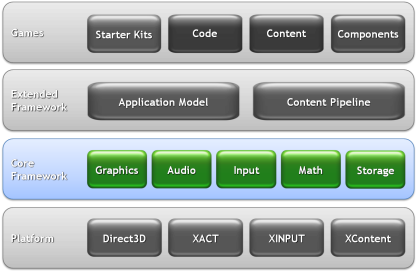 Games
Starter Kits
Code
Content
Components
Extended
Framework
Application Model
Content Pipeline
Core
Framework
Graphics
Audio
Input
Math
Storage
Platform
Direct3D
XACT
XINPUT
XContent